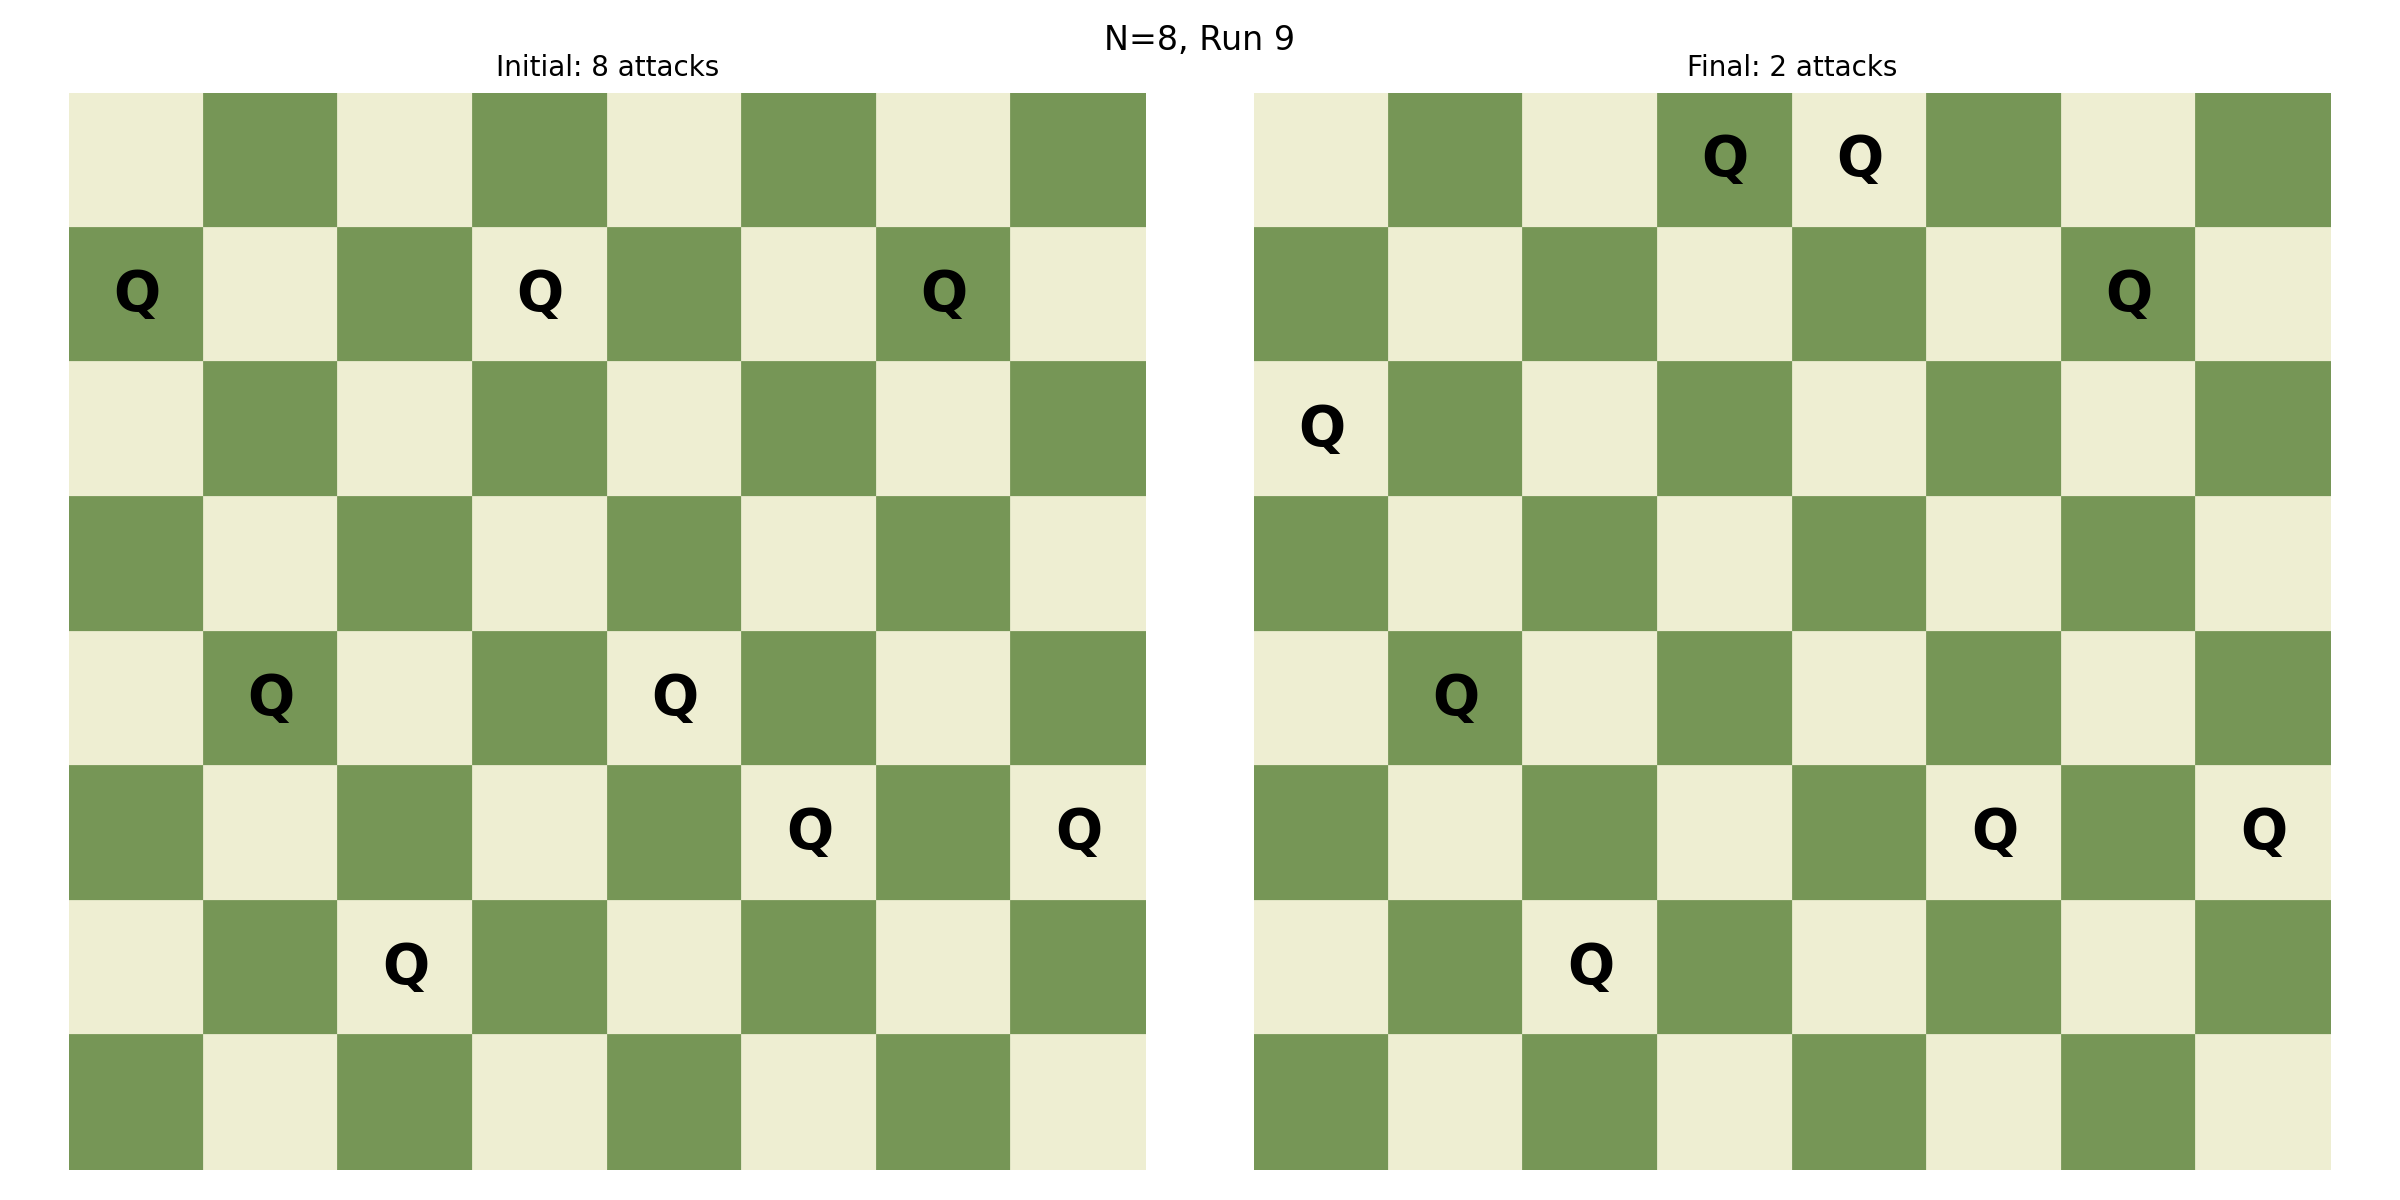 N=8, Run 9
Initial: 8 attacks
Final: 2 attacks
Q Q
Q Q Q
Q
Q
Q Q
Q
Q Q
Q Q
Q
Q